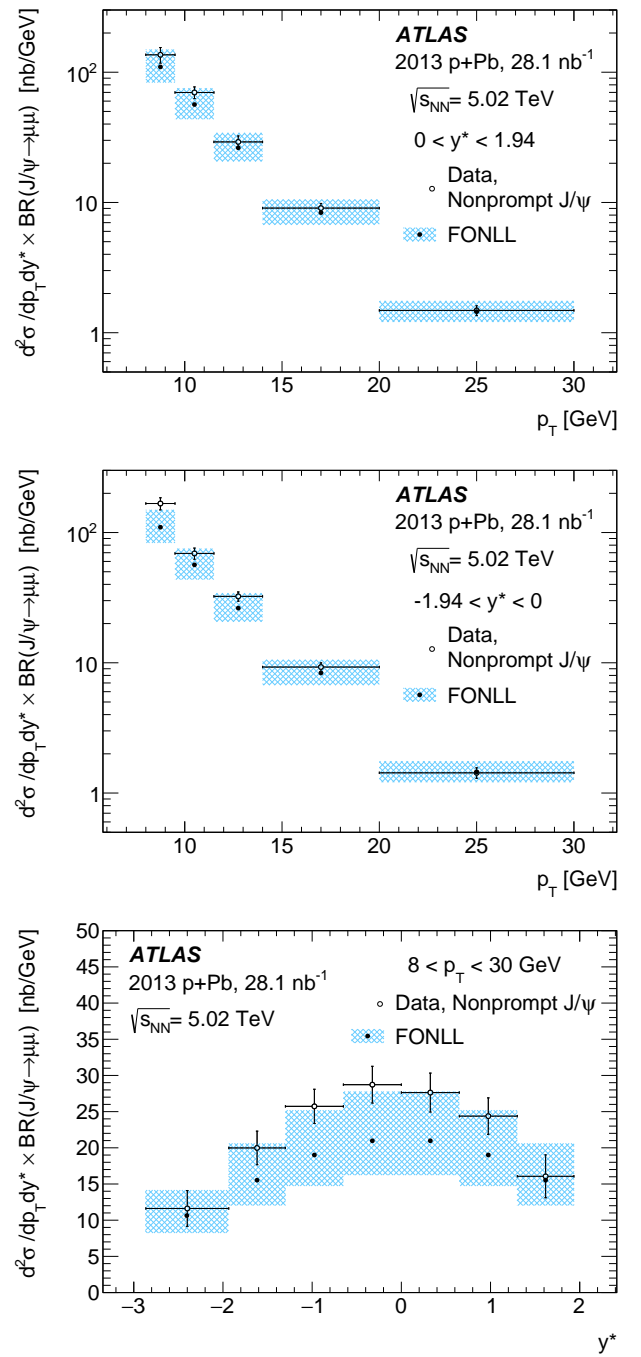 d²σ/dp_T dy* × BR(J/ψ→μμ) [nb/GeV]
10²
10
1
ATLAS
2013 p+Pb, 28.1 nb⁻¹
√s_NN = 5.02 TeV
0 < y* < 1.94
Data,
Nonprompt J/ψ
FONLL
10 15 20 25 30
p_T [GeV]
d²σ/dp_T dy* × BR(J/ψ→μμ) [nb/GeV]
10²
10
1
ATLAS
2013 p+Pb, 28.1 nb⁻¹
√s_NN = 5.02 TeV
-1.94 < y* < 0
Data,
Nonprompt J/ψ
FONLL
10 15 20 25 30
p_T [GeV]
d²σ/dp_T dy* × BR(J/ψ→μμ) [nb/GeV]
50
45
40
35
30
25
20
15
10
5
0
ATLAS
2013 p+Pb, 28.1 nb⁻¹
√s_NN = 5.02 TeV
8 < p_T < 30 GeV
Data, Nonprompt J/ψ
FONLL
−3 −2 −1 0 1 2
y*